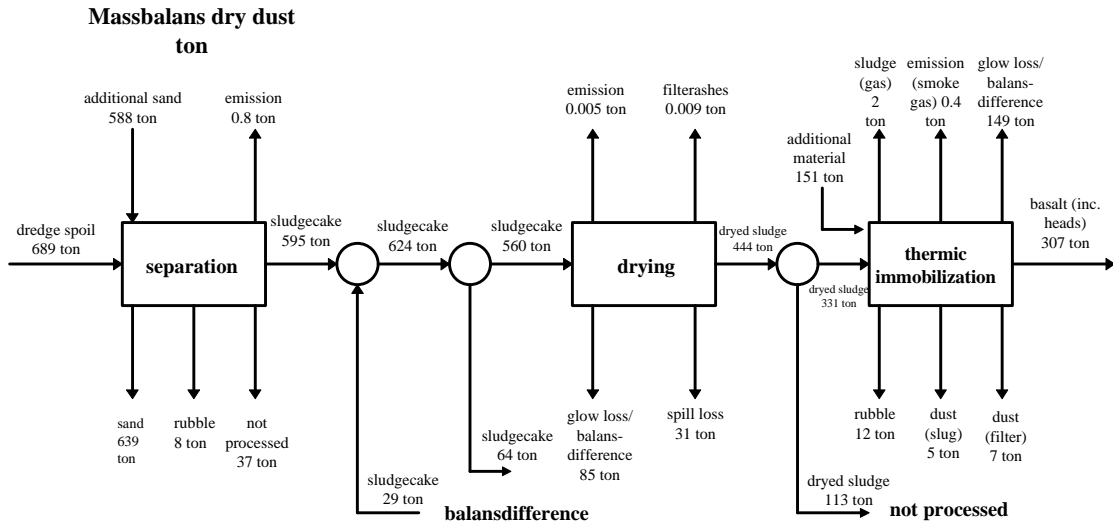 Massbalans dry dust
ton
additional sand
588 ton
emission
0.8 ton
emission
0.005 ton
filterashes
0.009 ton
sludge
(gas)
2
ton
emission
(smoke
gas) 0.4
ton
glow loss/
balans-
difference
149 ton
additional
material
151 ton
dredge spoil
689 ton
separation
sludgecake
595 ton
sludgecake
624 ton
sludgecake
560 ton
drying
dryed sludge
444 ton
dryed sludge
331 ton
thermic
immobilization
basalt (inc.
heads)
307 ton
sand
639
ton
rubble
8 ton
not
processed
37 ton
sludgecake
29 ton
balansdifference
sludgecake
64 ton
glow loss/
balans-
difference
85 ton
spill loss
31 ton
dryed sludge
113 ton
not processed
rubble
12 ton
dust
(slug)
5 ton
dust
(filter)
7 ton